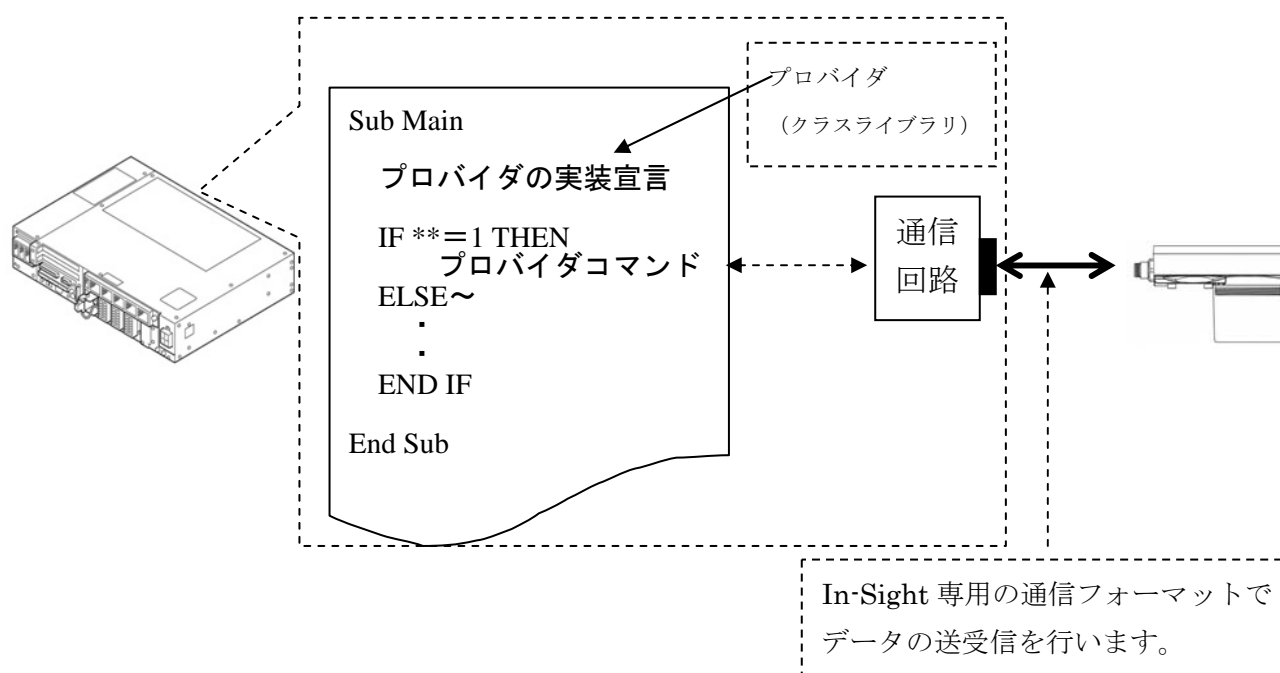 プロバイダ
（クラスライブラリ）
Sub Main
プロバイダの実装宣言
IF **＝1 THEN
プロバイダコマンド
ELSE～
・
・
END IF
End Sub
通信
回路
In-Sight 専用の通信フォーマットで
データの送受信を行います。